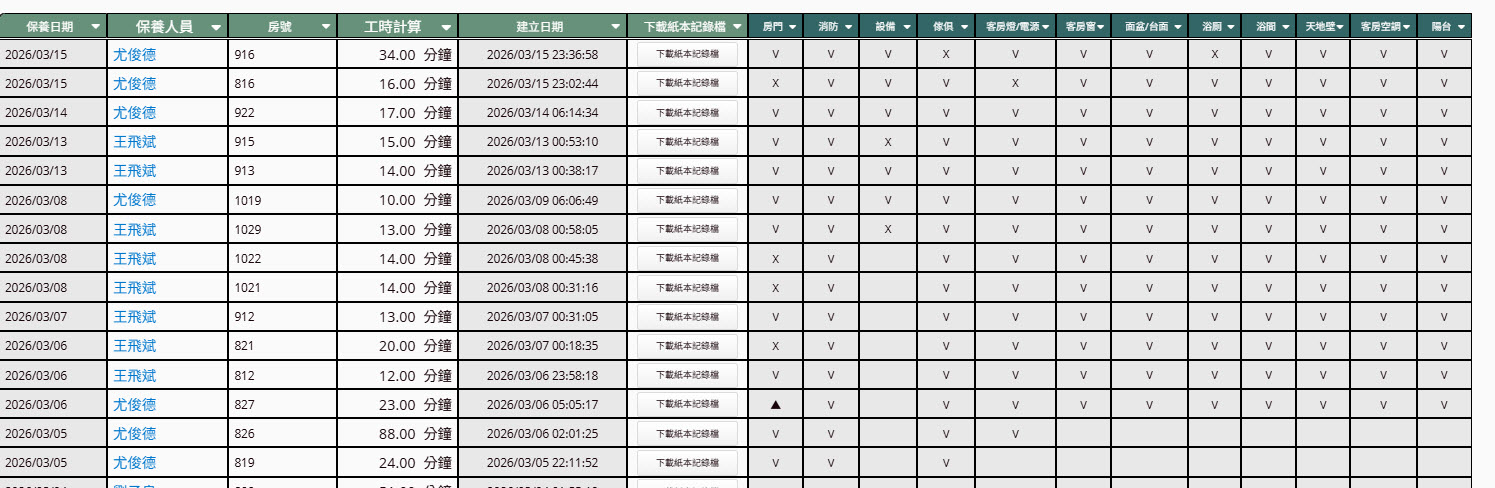 保養日期 保養人員 房號 工時計算 建立日期 下載紙本記錄檔 房門 消防 設備 傢俱 客房燈/電源 客房窗 面盆/台面 浴廁 浴間 天地壁 客房空調 陽台
2026/03/15 尤俊德 916 34.00 分鐘 2026/03/15 23:36:58 下載紙本記錄檔 V V V X V V V X V V V V
2026/03/15 尤俊德 816 16.00 分鐘 2026/03/15 23:02:44 下載紙本記錄檔 X V V V X V V V V V V V
2026/03/14 尤俊德 922 17.00 分鐘 2026/03/14 06:14:34 下載紙本記錄檔 V V V V V V V V V V V V
2026/03/13 王飛斌 915 15.00 分鐘 2026/03/13 00:53:10 下載紙本記錄檔 V V X V V V V V V V V V
2026/03/13 王飛斌 913 14.00 分鐘 2026/03/13 00:38:17 下載紙本記錄檔 V V V V V V V V V V V V
2026/03/08 尤俊德 1019 10.00 分鐘 2026/03/09 06:06:49 下載紙本記錄檔 V V V V V V V V V V V V
2026/03/08 王飛斌 1029 13.00 分鐘 2026/03/08 00:58:05 下載紙本記錄檔 V V X V V V V V V V V V
2026/03/08 王飛斌 1022 14.00 分鐘 2026/03/08 00:45:38 下載紙本記錄檔 X V V V V V V V V V V
2026/03/08 王飛斌 1021 14.00 分鐘 2026/03/08 00:31:16 下載紙本記錄檔 X V V V V V V V V V V
2026/03/07 王飛斌 912 13.00 分鐘 2026/03/07 00:31:05 下載紙本記錄檔 V V V V V V V V V V V
2026/03/06 王飛斌 821 20.00 分鐘 2026/03/07 00:18:35 下載紙本記錄檔 X V V V V V V V V V V
2026/03/06 王飛斌 812 12.00 分鐘 2026/03/06 23:58:18 下載紙本記錄檔 V V V V V V V V V V V
2026/03/06 尤俊德 827 23.00 分鐘 2026/03/06 05:05:17 下載紙本記錄檔 ▲ V V V V V V V V V V
2026/03/05 尤俊德 826 88.00 分鐘 2026/03/06 02:01:25 下載紙本記錄檔 V V V V
2026/03/05 尤俊德 819 24.00 分鐘 2026/03/05 22:11:52 下載紙本記錄檔 V V V